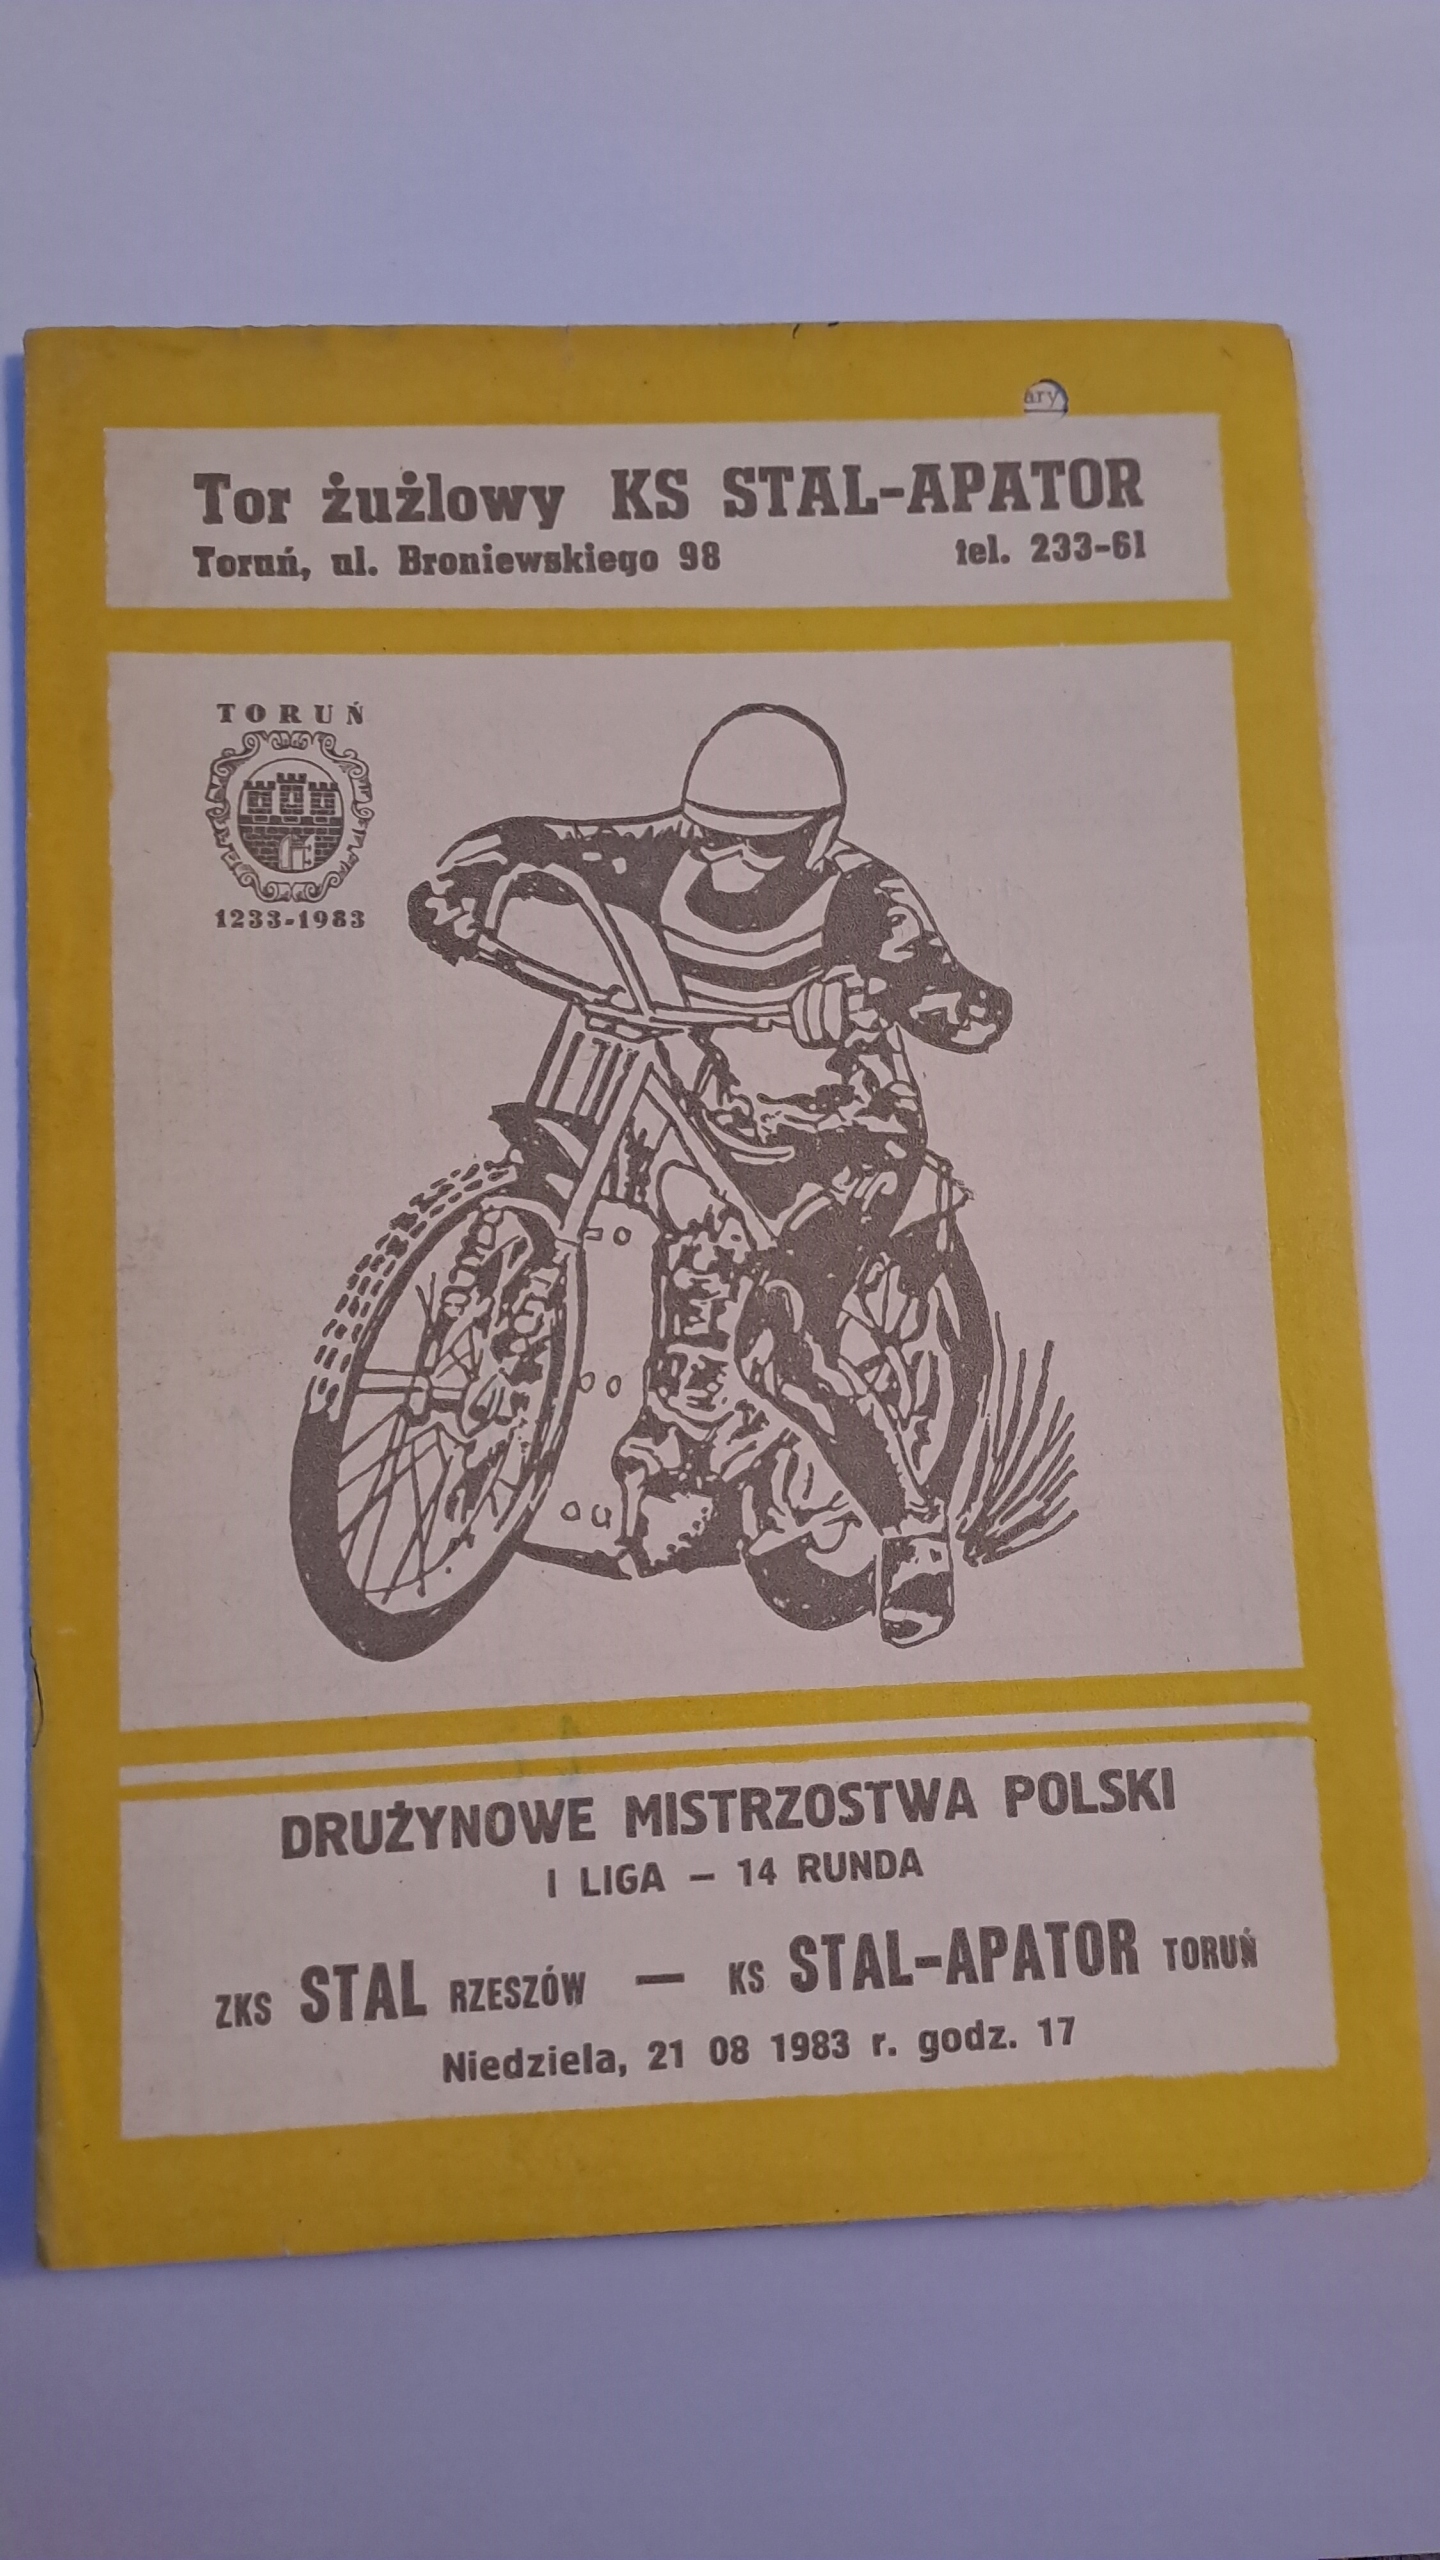 ary
Tor żużlowy KS STAL-APATOR
Toruń, ul. Broniewskiego 98 tel. 233-61
TORUŃ
1233-1983
DRUŻYNOWE MISTRZOSTWA POLSKI
I LIGA – 14 RUNDA
ZKS STAL RZESZÓW — KS STAL-APATOR TORUŃ
Niedziela, 21 08 1983 r. godz. 17